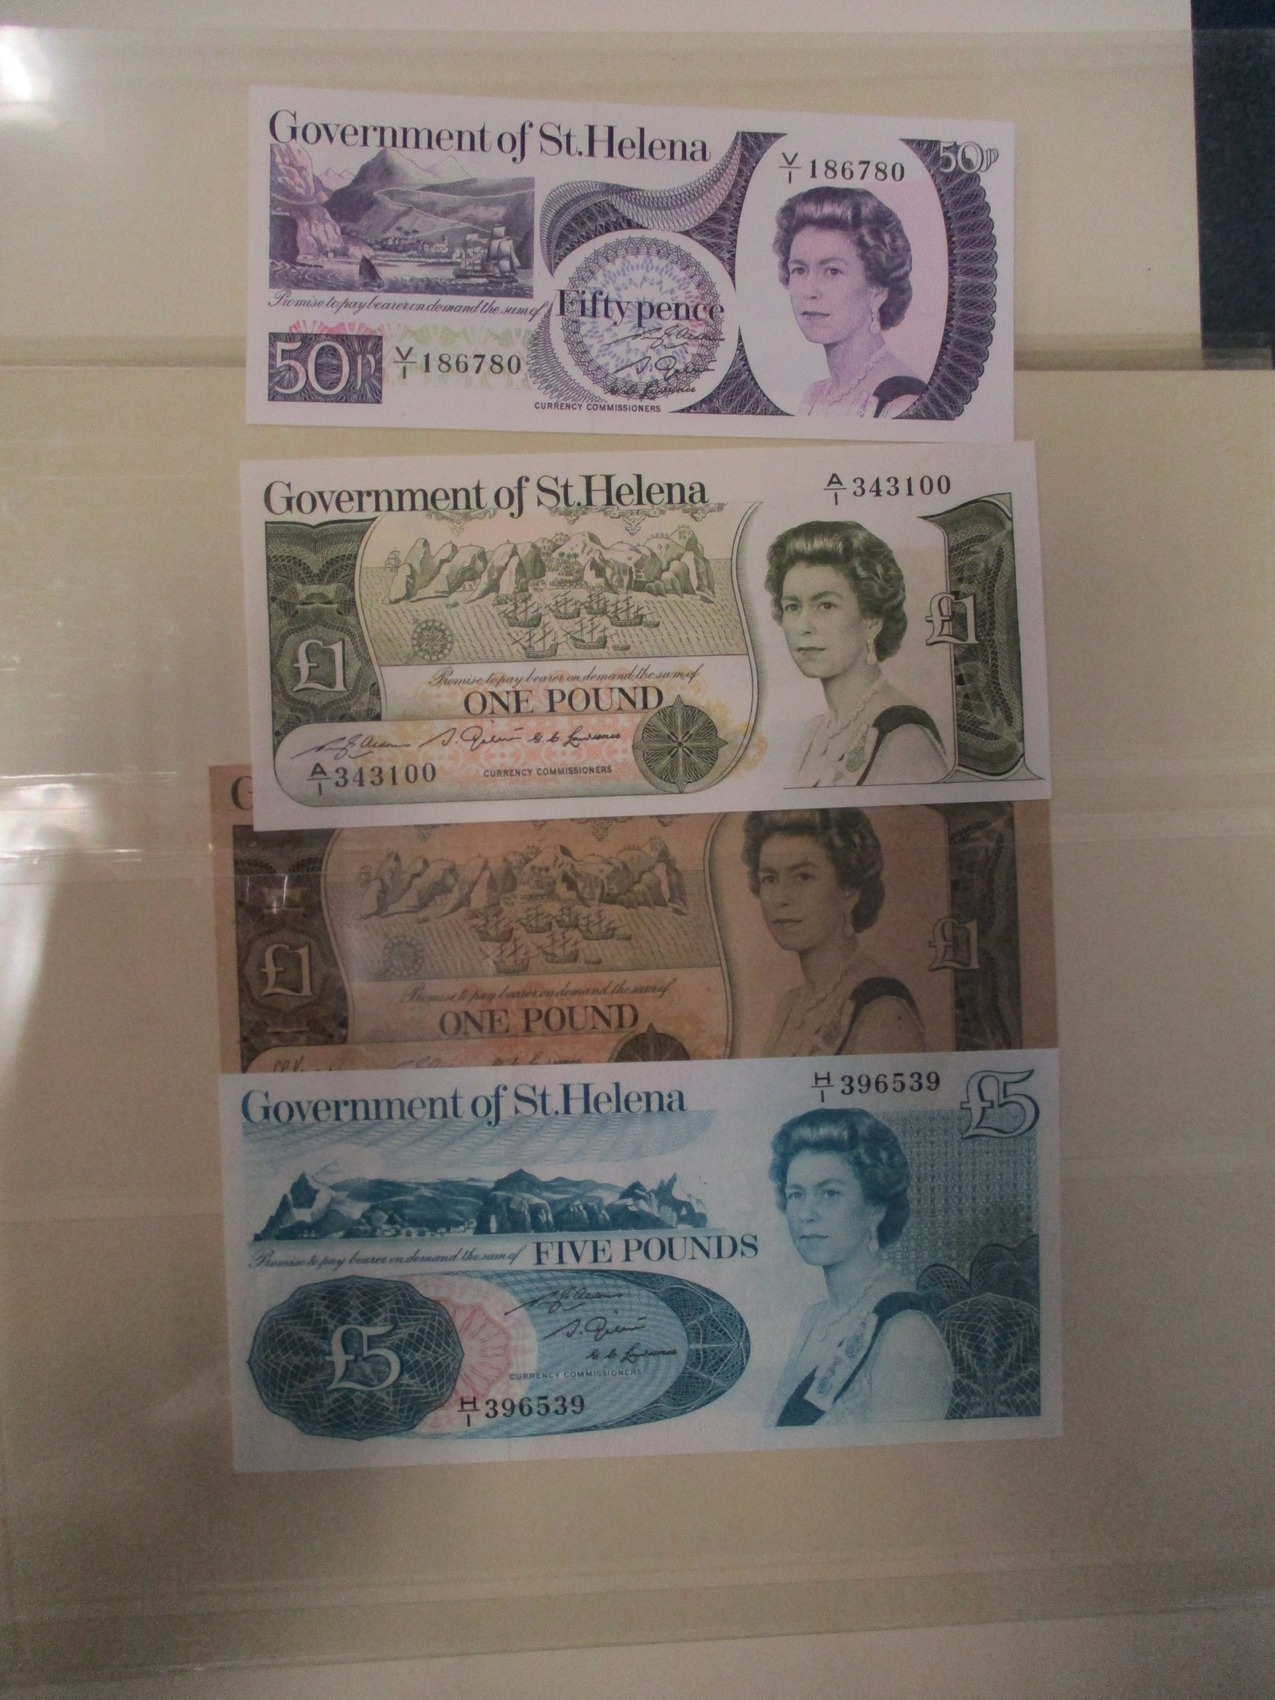 Government of St.Helena
V/1 186780
50p
Promise to pay bearer on demand the sum of
Fifty pence
50p
V/1 186780
CURRENCY COMMISSIONERS
Government of St.Helena
A/1 343100
£1
£1
Promise to pay bearer on demand the sum of
ONE POUND
A/1 343100
CURRENCY COMMISSIONERS
G
£1
£1
Promise to pay bearer on demand the sum of
ONE POUND
Government of St.Helena
H/1 396539
£5
Promise to pay bearer on demand the sum of FIVE POUNDS
£5
CURRENCY COMMISSIONERS
H/1 396539